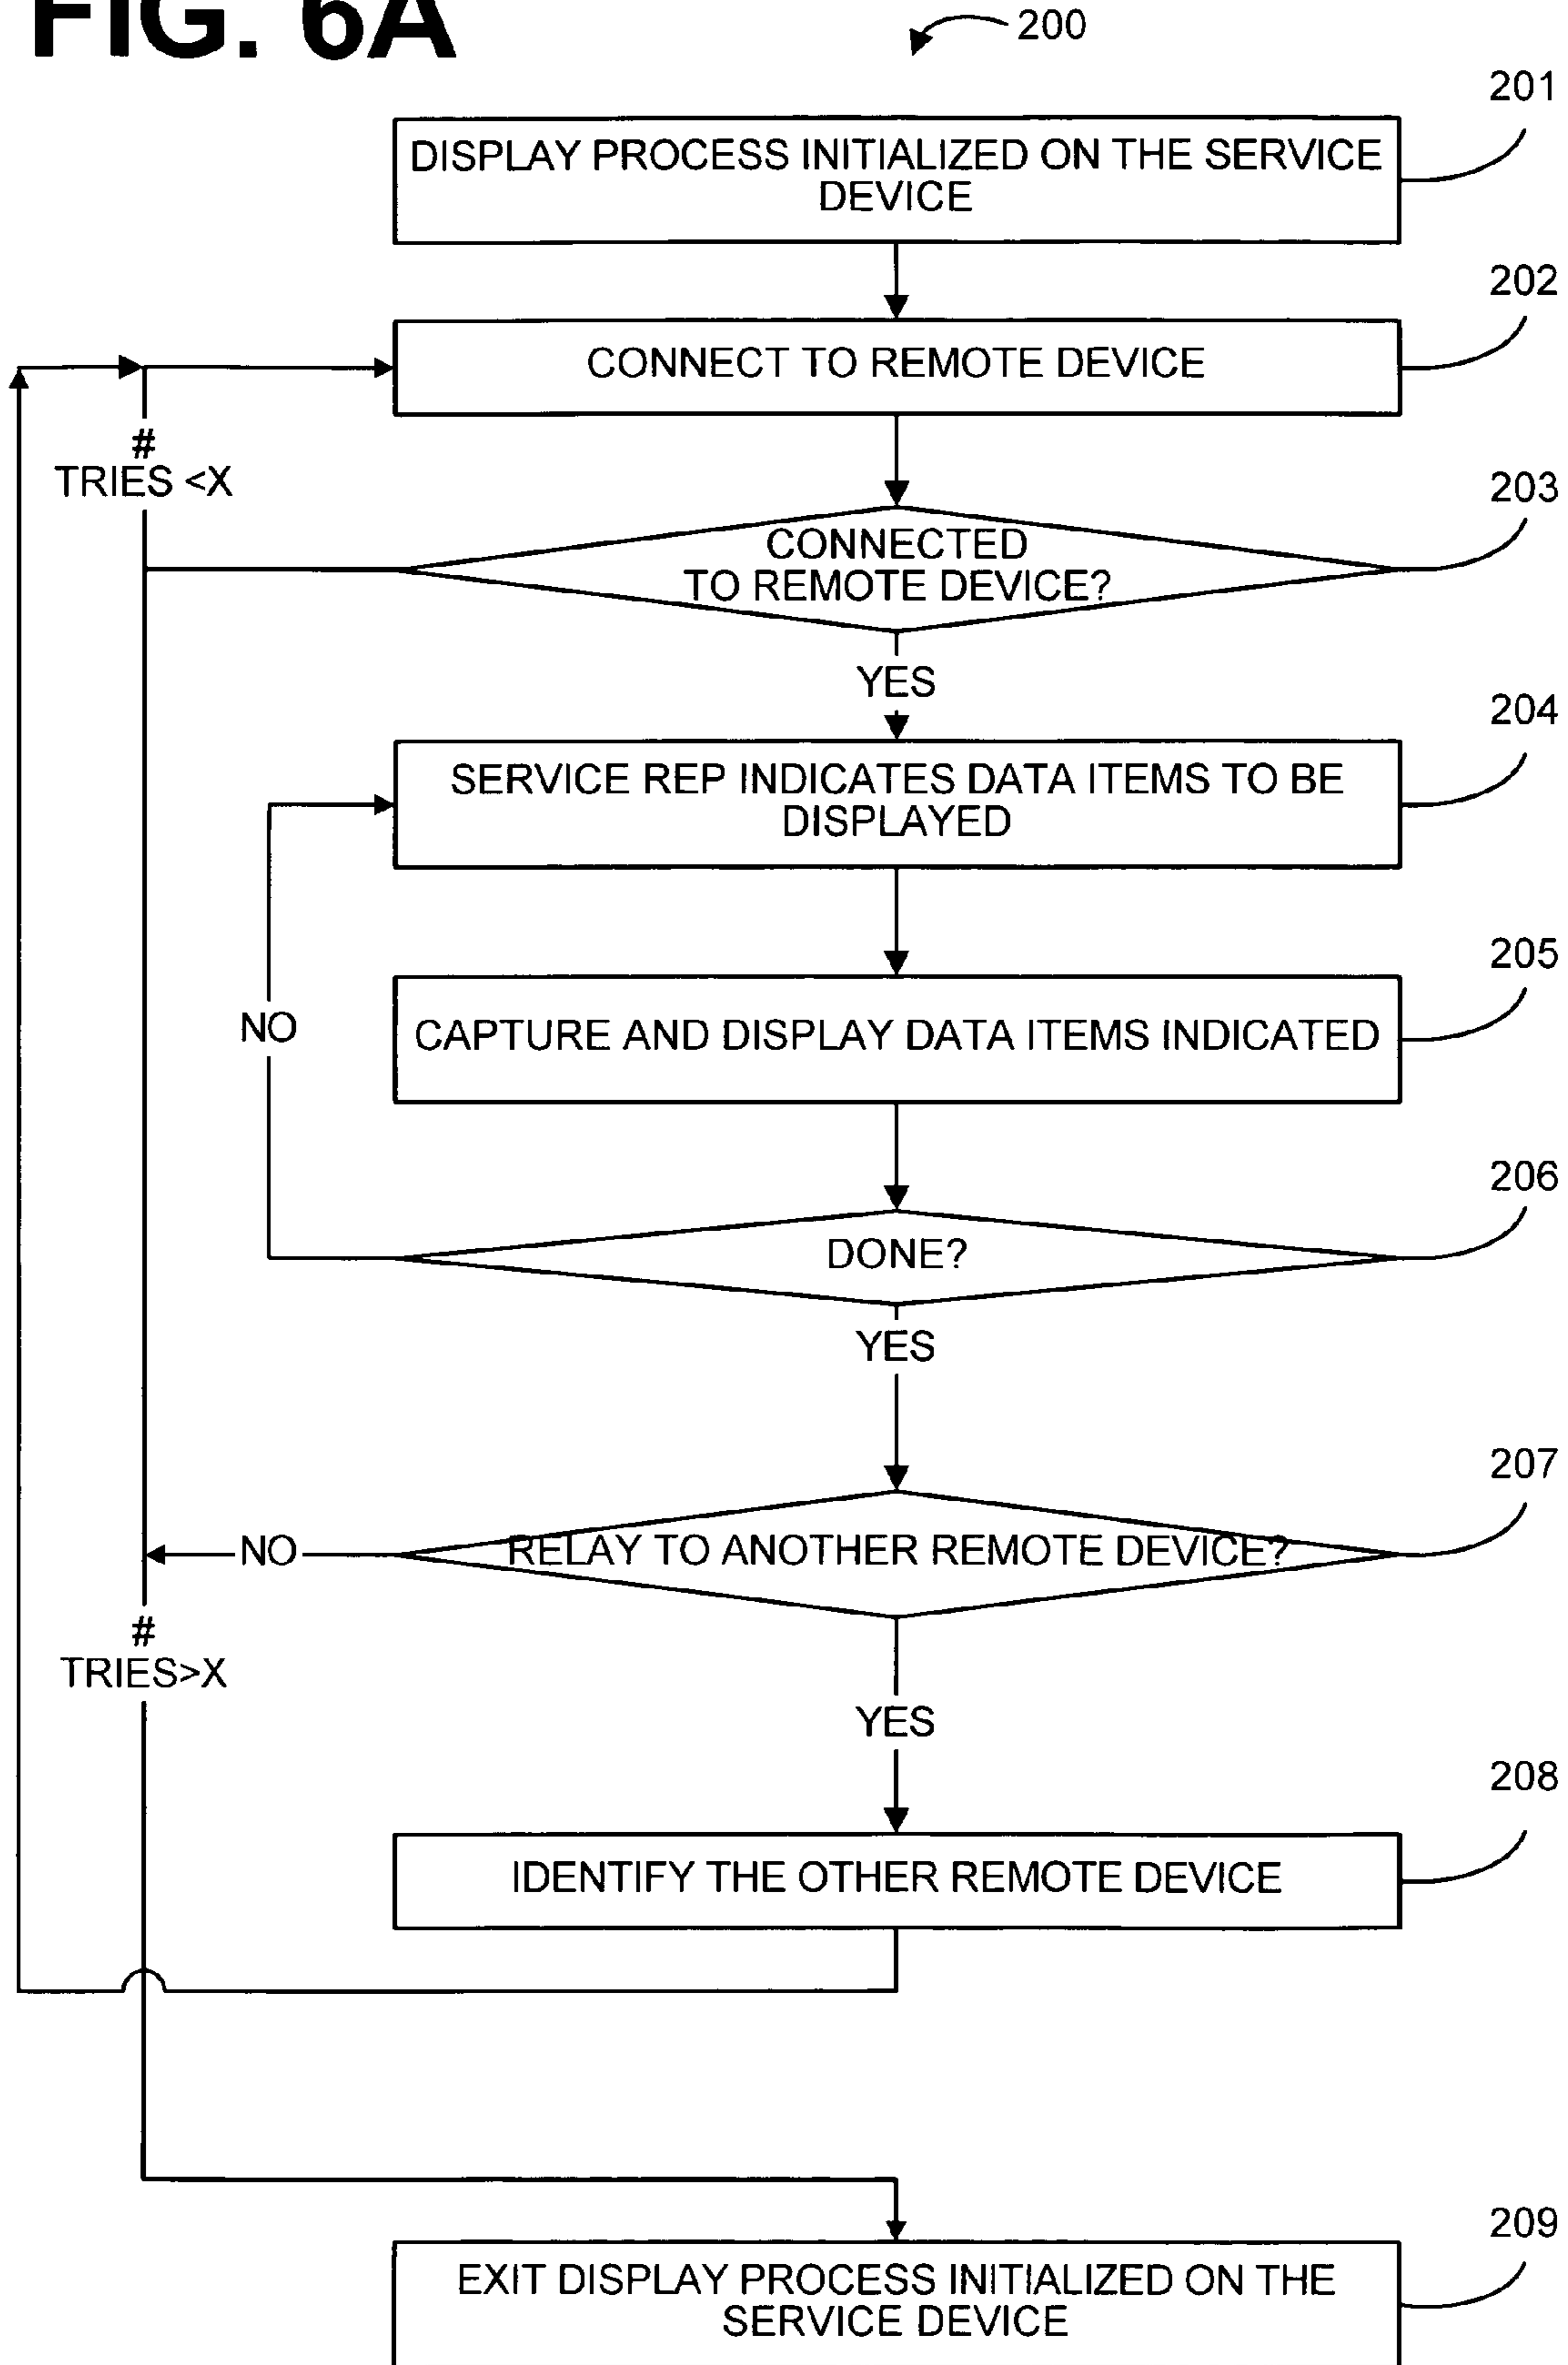 FIG. 6A
200
201
DISPLAY PROCESS INITIALIZED ON THE SERVICE
DEVICE
202
CONNECT TO REMOTE DEVICE
#
TRIES <X
203
CONNECTED
TO REMOTE DEVICE?
YES
204
SERVICE REP INDICATES DATA ITEMS TO BE
DISPLAYED
205
NO
CAPTURE AND DISPLAY DATA ITEMS INDICATED
206
DONE?
YES
207
NO
RELAY TO ANOTHER REMOTE DEVICE?
#
TRIES>X
YES
208
IDENTIFY THE OTHER REMOTE DEVICE
209
EXIT DISPLAY PROCESS INITIALIZED ON THE
SERVICE DEVICE